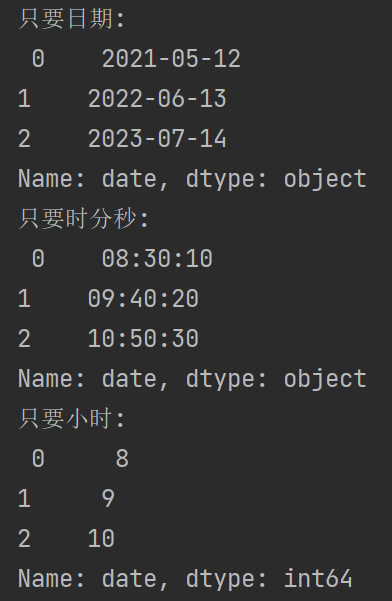 只要日期:
 0    2021-05-12
1    2022-06-13
2    2023-07-14
Name: date, dtype: object
只要时分秒:
 0    08:30:10
1    09:40:20
2    10:50:30
Name: date, dtype: object
只要小时:
 0     8
1     9
2    10
Name: date, dtype: int64